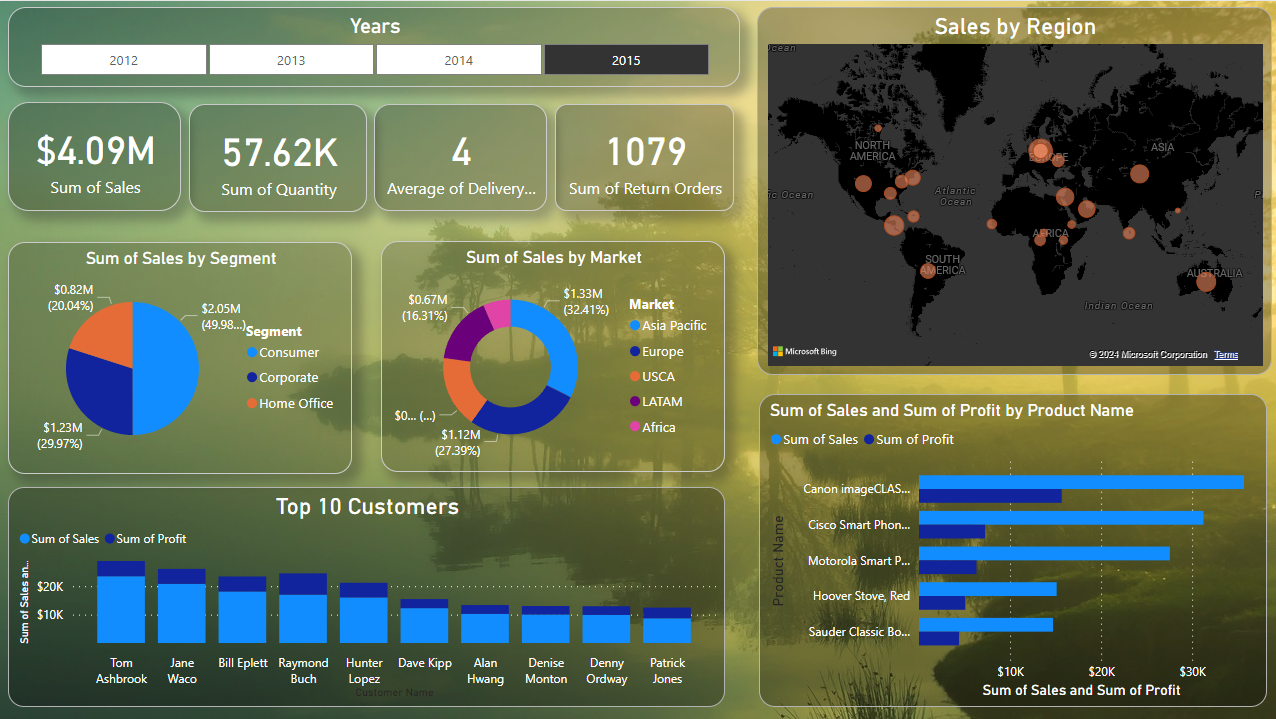 Years
2012
2013
2014
2015
$4.09M
Sum of Sales
57.62K
Sum of Quantity
4
Average of Delivery...
1079
Sum of Return Orders
Sales by Region
ocean
NORTH
AMERICA
EUROPE
ASIA
Atlantic
Ocean
ic Ocean
P
AFRICA
SOUTH
AMERICA
AUSTRALIA
Indian Ocean
Microsoft Bing
© 2024 Microsoft Corporation Terms
Sum of Sales by Segment
$0.82M
(20.04%)
$2.05M
(49.98...)
$1.23M
(29.97%)
Segment
Consumer
Corporate
Home Office
Sum of Sales by Market
$0.67M
(16.31%)
$1.33M
(32.41%)
$0... (...)
$1.12M
(27.39%)
Market
Asia Pacific
Europe
USCA
LATAM
Africa
Top 10 Customers
Sum of Sales
Sum of Profit
Sum of Sales an...
$20K
$10K
Tom
Ashbrook
Jane
Waco
Bill Eplett
Raymond
Buch
Hunter
Lopez
Dave Kipp
Alan
Hwang
Denise
Monton
Denny
Ordway
Patrick
Jones
Customer Name
Sum of Sales and Sum of Profit by Product Name
Sum of Sales
Sum of Profit
Product Name
Canon imageCLAS...
Cisco Smart Phon...
Motorola Smart P...
Hoover Stove, Red
Sauder Classic Bo...
$10K
$20K
$30K
Sum of Sales and Sum of Profit